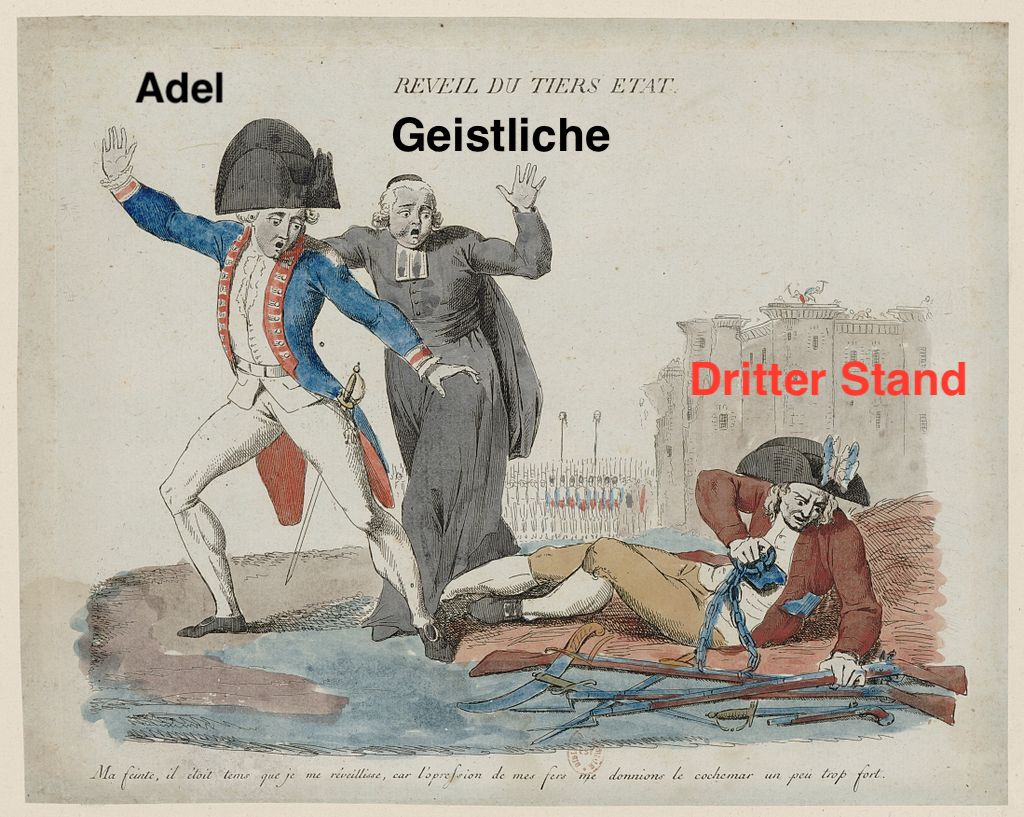 Adel
REVEIL DU TIERS ETAT.
Geistliche
Dritter Stand
Ma feinte, il étoit tems que je me réveillisse, car l'opression de mes fers me donnions le cochemar un peu trop fort.